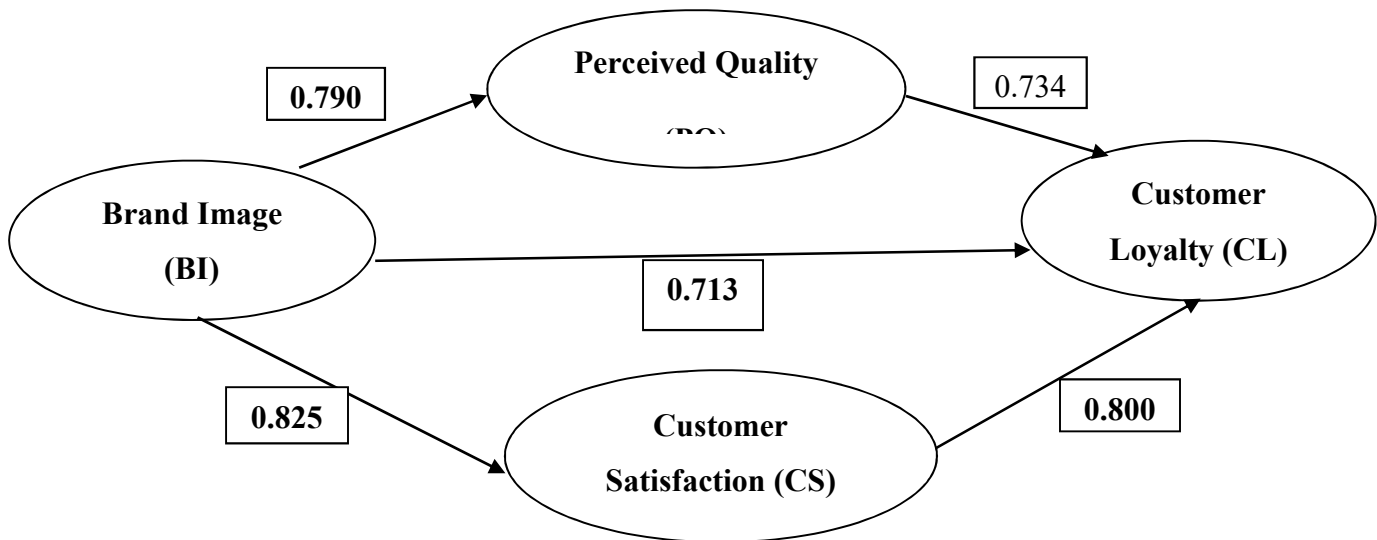 Perceived Quality
0.790
0.734
Brand Image
(BI)
Customer
Loyalty (CL)
0.713
0.825
Customer
Satisfaction (CS)
0.800